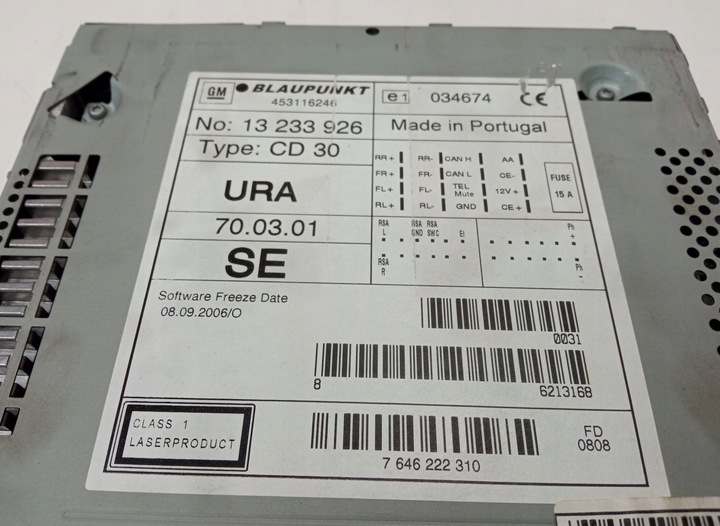 GM BLAUPUNKT
453116246
e1 034674 CE
No: 13 233 926
Made in Portugal
Type: CD 30
URA
70.03.01
SE
RR+ RR- CAN H AA
FR+ FR- CAN L CE-
FL+ FL- TEL Mute 12V+
RL+ RL- GND CE+
FUSE
15 A
RSA L RSA GND RSA SWC El Ph +
RSA R Ph -
Software Freeze Date
08.09.2006/O
0031
8 6213168
CLASS 1
LASERPRODUCT
7 646 222 310
FD
0808